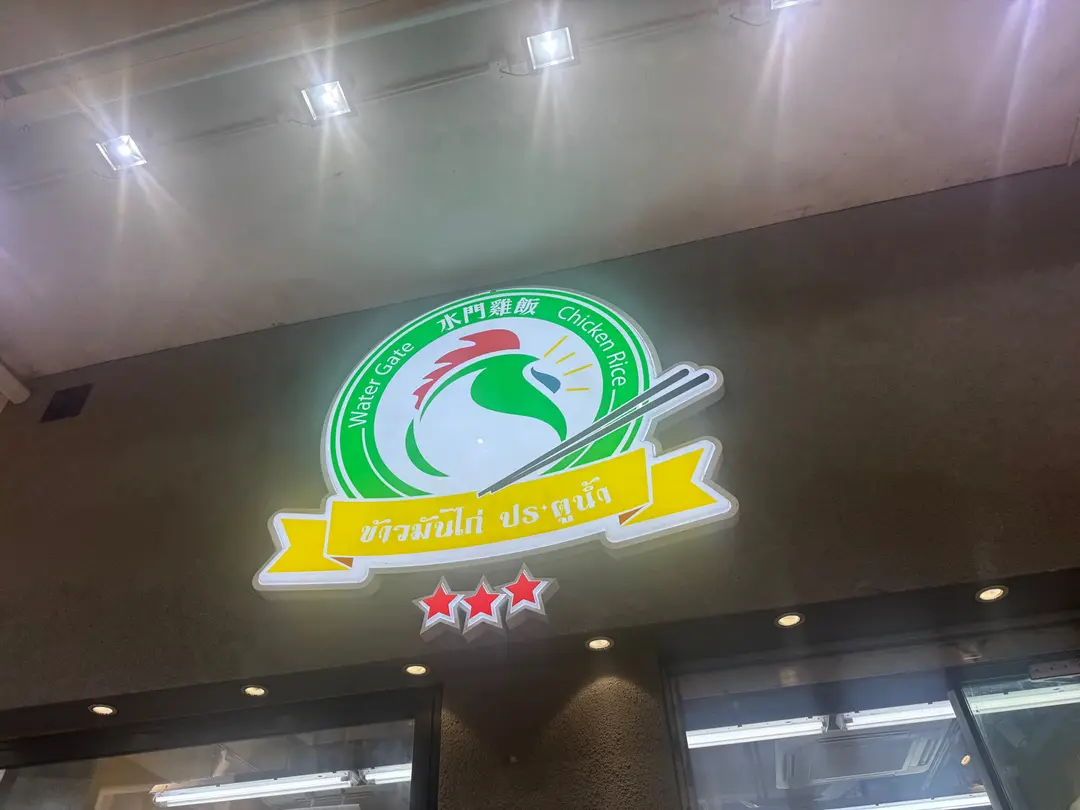 Water Gate 水門雞飯 Chicken Rice
ข้าวมันไก่ ประตูน้ำ